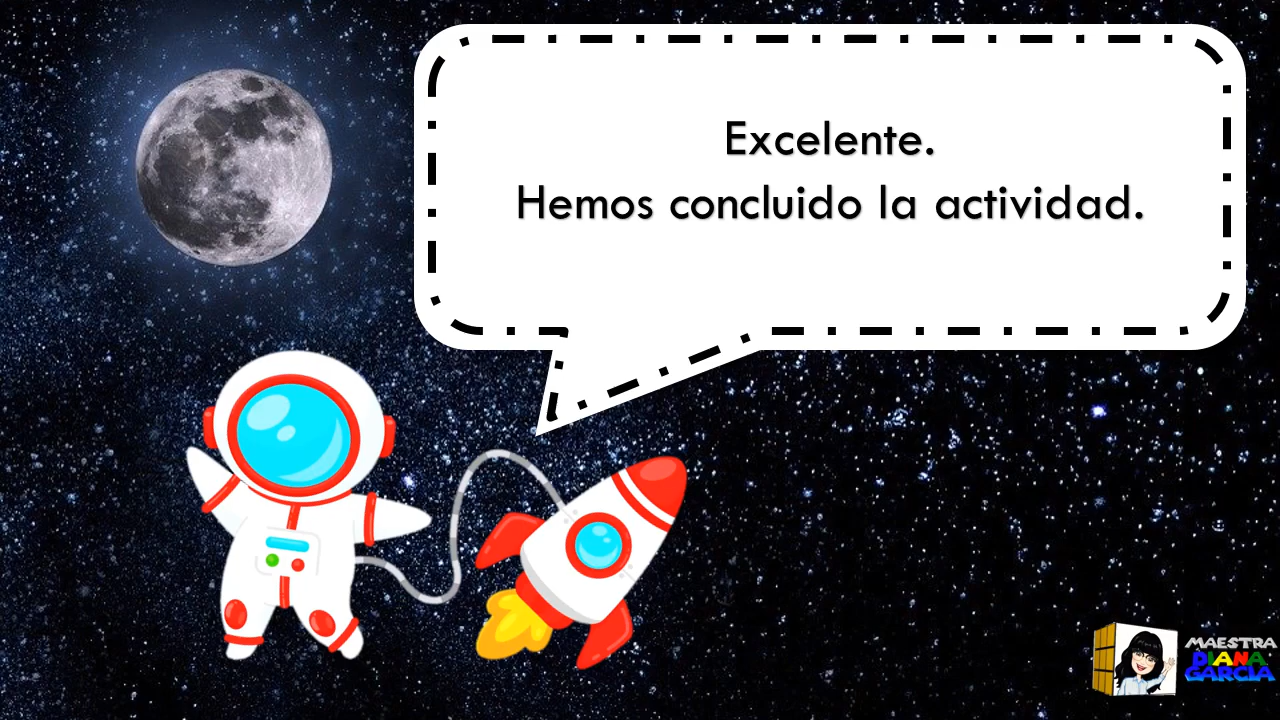 Excelente.
Hemos concluido la actividad.
MAESTRA
DIANA
GARCIA